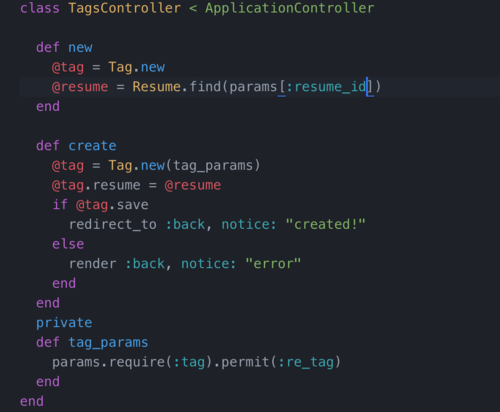 class TagsController < ApplicationController
def new
@tag = Tag.new
@resume = Resume.find(params[:resume_id])
end
def create
@tag = Tag.new(tag_params)
@tag.resume = @resume
if @tag.save
redirect_to :back, notice: "created!"
else
render :back, notice: "error"
end
end
private
def tag_params
params.require(:tag).permit(:re_tag)
end
end